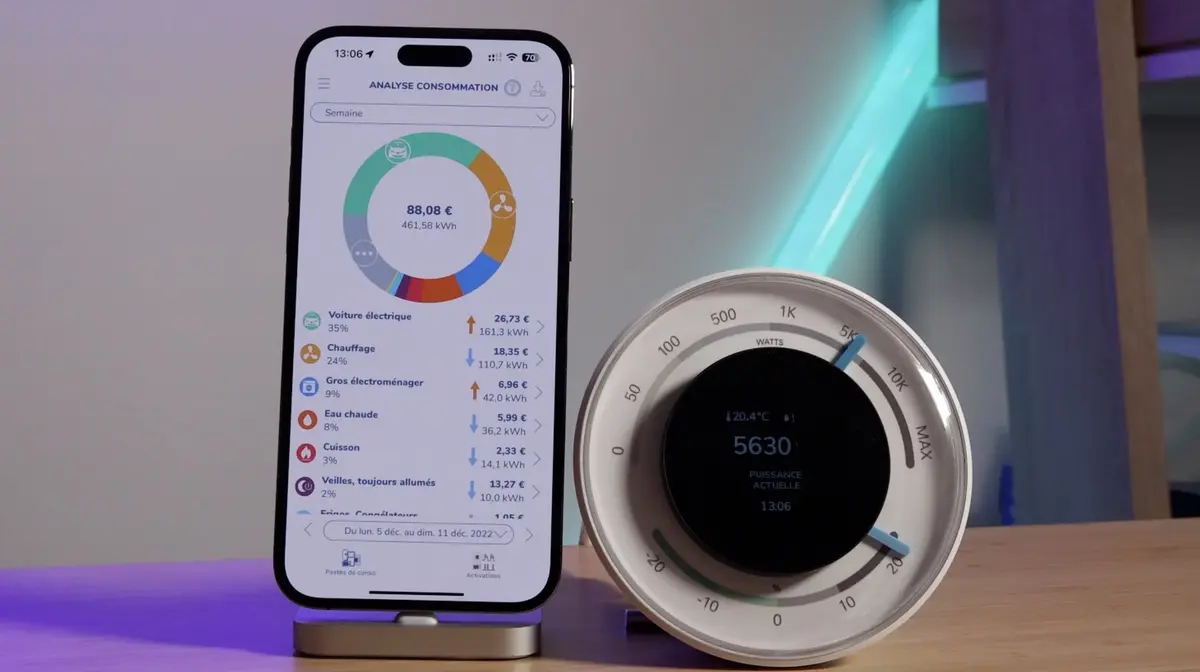 13:06
70
ANALYSE CONSOMMATION
?
Semaine
88,08 €
461,58 kWh
Voiture électrique
35%
26,73 €
161,3 kWh
Chauffage
24%
18,35 €
110,7 kWh
Gros électroménager
9%
6,96 €
42,0 kWh
Eau chaude
8%
5,99 €
36,2 kWh
Cuisson
3%
2,33 €
14,1 kWh
Veilles, toujours allumés
2%
13,27 €
10,0 kWh
Frigos, Congélateurs
1,05 €
Du lun. 5 déc. au dim. 11 déc. 2022
Postes de conso
Activations
0
50
100
500
1K
5K
10K
MAX
WATTS
20.4°C
5630
PUISSANCE
ACTUELLE
13:06
-20
-10
0
10
20
%